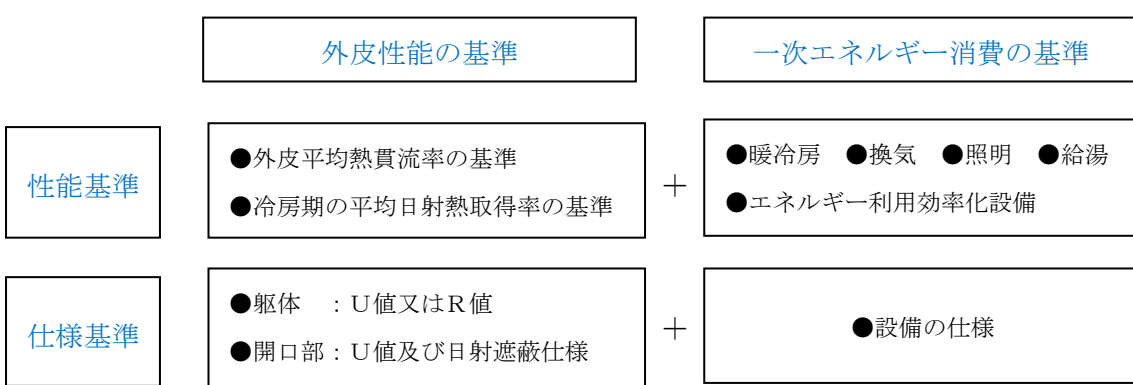 外皮性能の基準
一次エネルギー消費の基準
性能基準
●外皮平均熱貫流率の基準
●冷房期の平均日射熱取得率の基準
＋
●暖冷房　●換気　●照明　●給湯
●エネルギー利用効率化設備
仕様基準
●躯体　：Ｕ値又はＲ値
●開口部：Ｕ値及び日射遮蔽仕様
＋
●設備の仕様